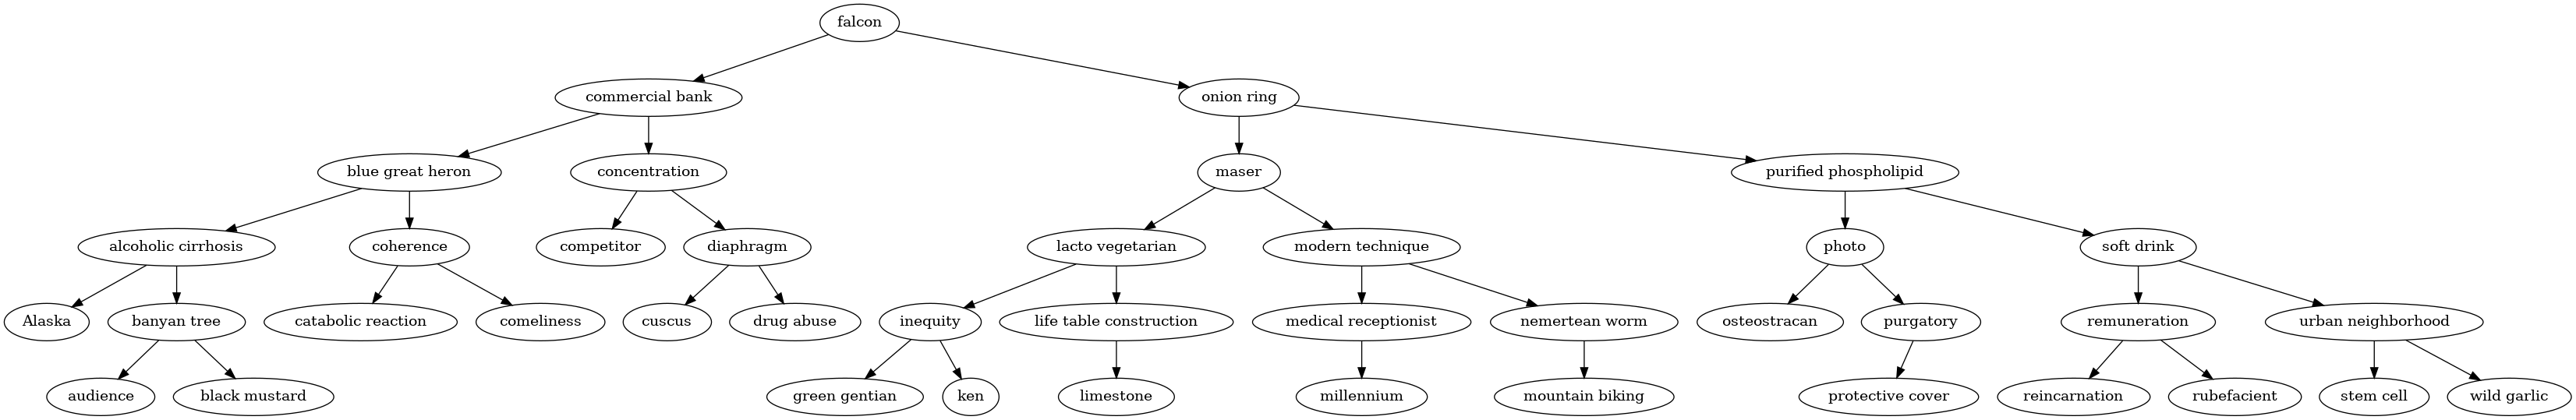 falcon
commercial bank
onion ring
blue great heron
concentration
maser
purified phospholipid
alcoholic cirrhosis
coherence
competitor
diaphragm
lacto vegetarian
modern technique
photo
soft drink
Alaska
banyan tree
catabolic reaction
comeliness
cuscus
drug abuse
inequity
life table construction
medical receptionist
nemertean worm
osteostracan
purgatory
remuneration
urban neighborhood
audience
black mustard
green gentian
ken
limestone
millennium
mountain biking
protective cover
reincarnation
rubefacient
stem cell
wild garlic